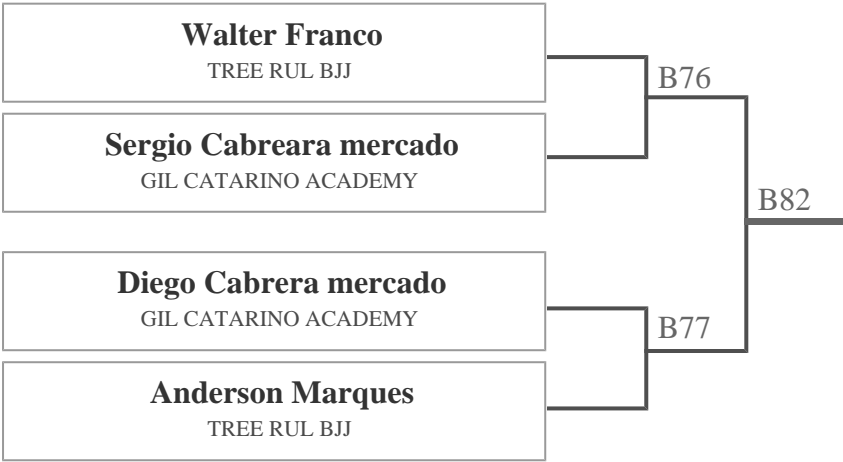 Walter Franco
TREE RUL BJJ
B76
Sergio Cabreara mercado
GIL CATARINO ACADEMY
B82
Diego Cabrera mercado
GIL CATARINO ACADEMY
B77
Anderson Marques
TREE RUL BJJ